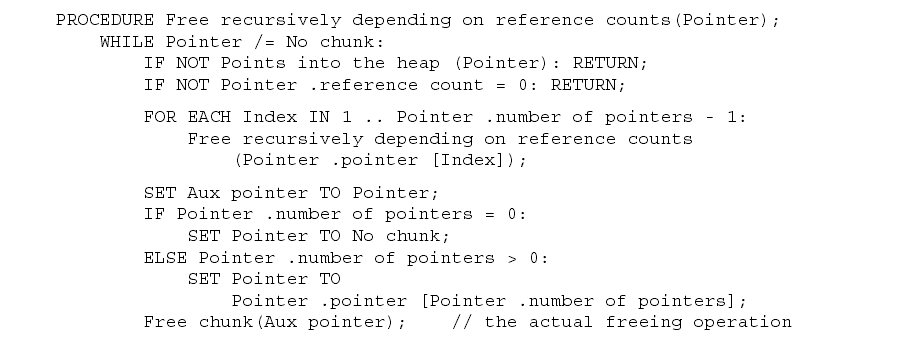 PROCEDURE Free recursively depending on reference counts(Pointer);
WHILE Pointer /= No chunk:
IF NOT Points into the heap (Pointer): RETURN;
IF NOT Pointer .reference count = 0: RETURN;
FOR EACH Index IN 1 .. Pointer .number of pointers - 1:
Free recursively depending on reference counts
(Pointer .pointer [Index]);
SET Aux pointer TO Pointer;
IF Pointer .number of pointers = 0:
SET Pointer TO No chunk;
ELSE Pointer .number of pointers > 0:
SET Pointer TO
Pointer .pointer [Pointer .number of pointers];
Free chunk(Aux pointer); // the actual freeing operation